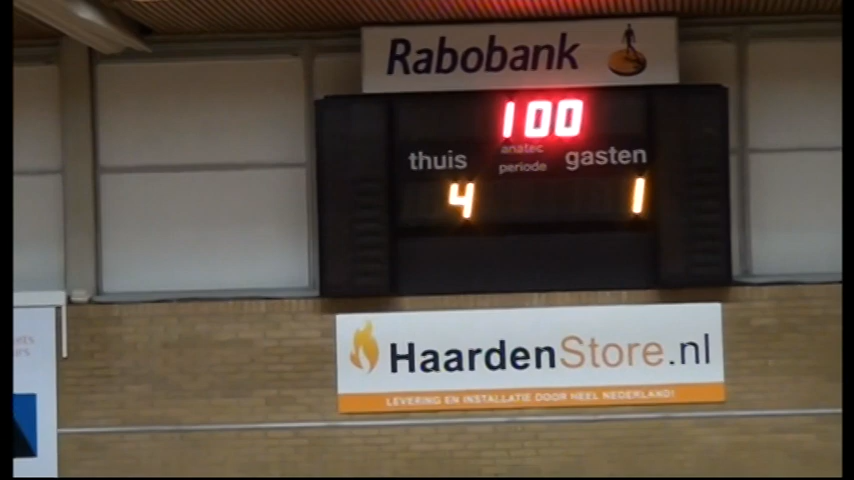 Rabobank
100
anatec
thuis periode gasten
4 1
HaardenStore.nl
LEVERING EN INSTALLATIE DOOR HEEL NEDERLAND!